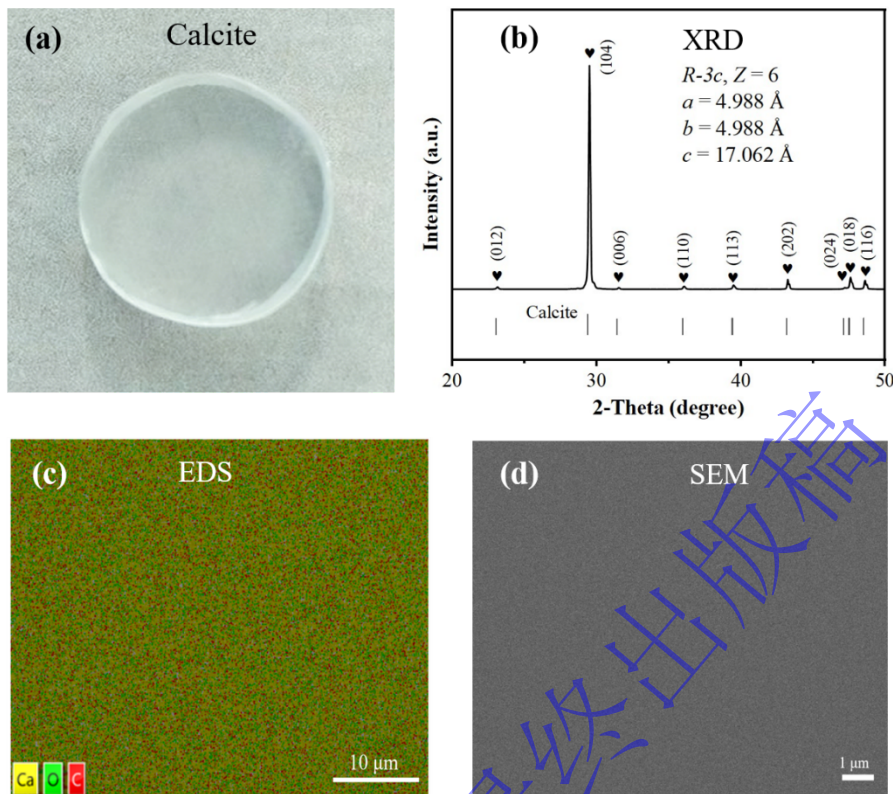 (a)
Calcite
(b)
XRD
R-3c, Z = 6
a = 4.988 Å
b = 4.988 Å
c = 17.062 Å
(012)
(104)
(006)
(110)
(113)
(202)
(024)
(018)
(116)
Calcite
Intensity (a.u.)
20
30
40
50
2-Theta (degree)
(c)
EDS
Ca
O
C
10 μm
(d)
SEM
1 μm
终出版稿